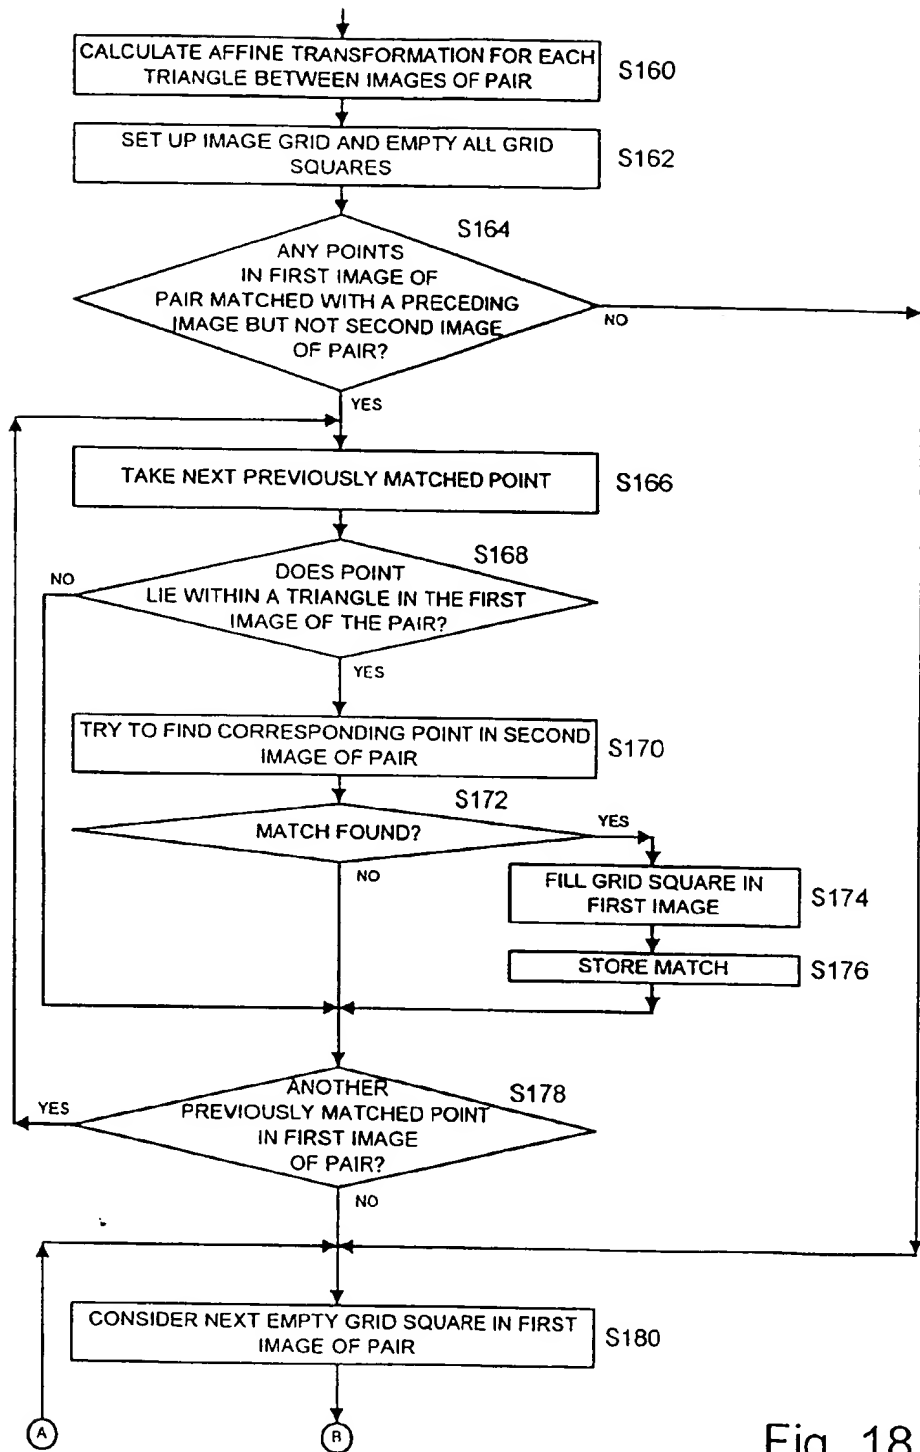 CALCULATE AFFINE TRANSFORMATION FOR EACH
TRIANGLE BETWEEN IMAGES OF PAIR
S160
SET UP IMAGE GRID AND EMPTY ALL GRID
SQUARES
S162
S164
ANY POINTS
IN FIRST IMAGE OF
PAIR MATCHED WITH A PRECEDING
IMAGE BUT NOT SECOND IMAGE
OF PAIR?
NO
YES
TAKE NEXT PREVIOUSLY MATCHED POINT
S166
S168
NO
DOES POINT
LIE WITHIN A TRIANGLE IN THE FIRST
IMAGE OF THE PAIR?
YES
TRY TO FIND CORRESPONDING POINT IN SECOND
IMAGE OF PAIR
S170
S172
MATCH FOUND?
YES
NO
FILL GRID SQUARE IN
FIRST IMAGE
S174
STORE MATCH
S176
S178
YES
ANOTHER
PREVIOUSLY MATCHED POINT
IN FIRST IMAGE
OF PAIR?
NO
CONSIDER NEXT EMPTY GRID SQUARE IN FIRST
IMAGE OF PAIR
S180
A
B
Fig. 18